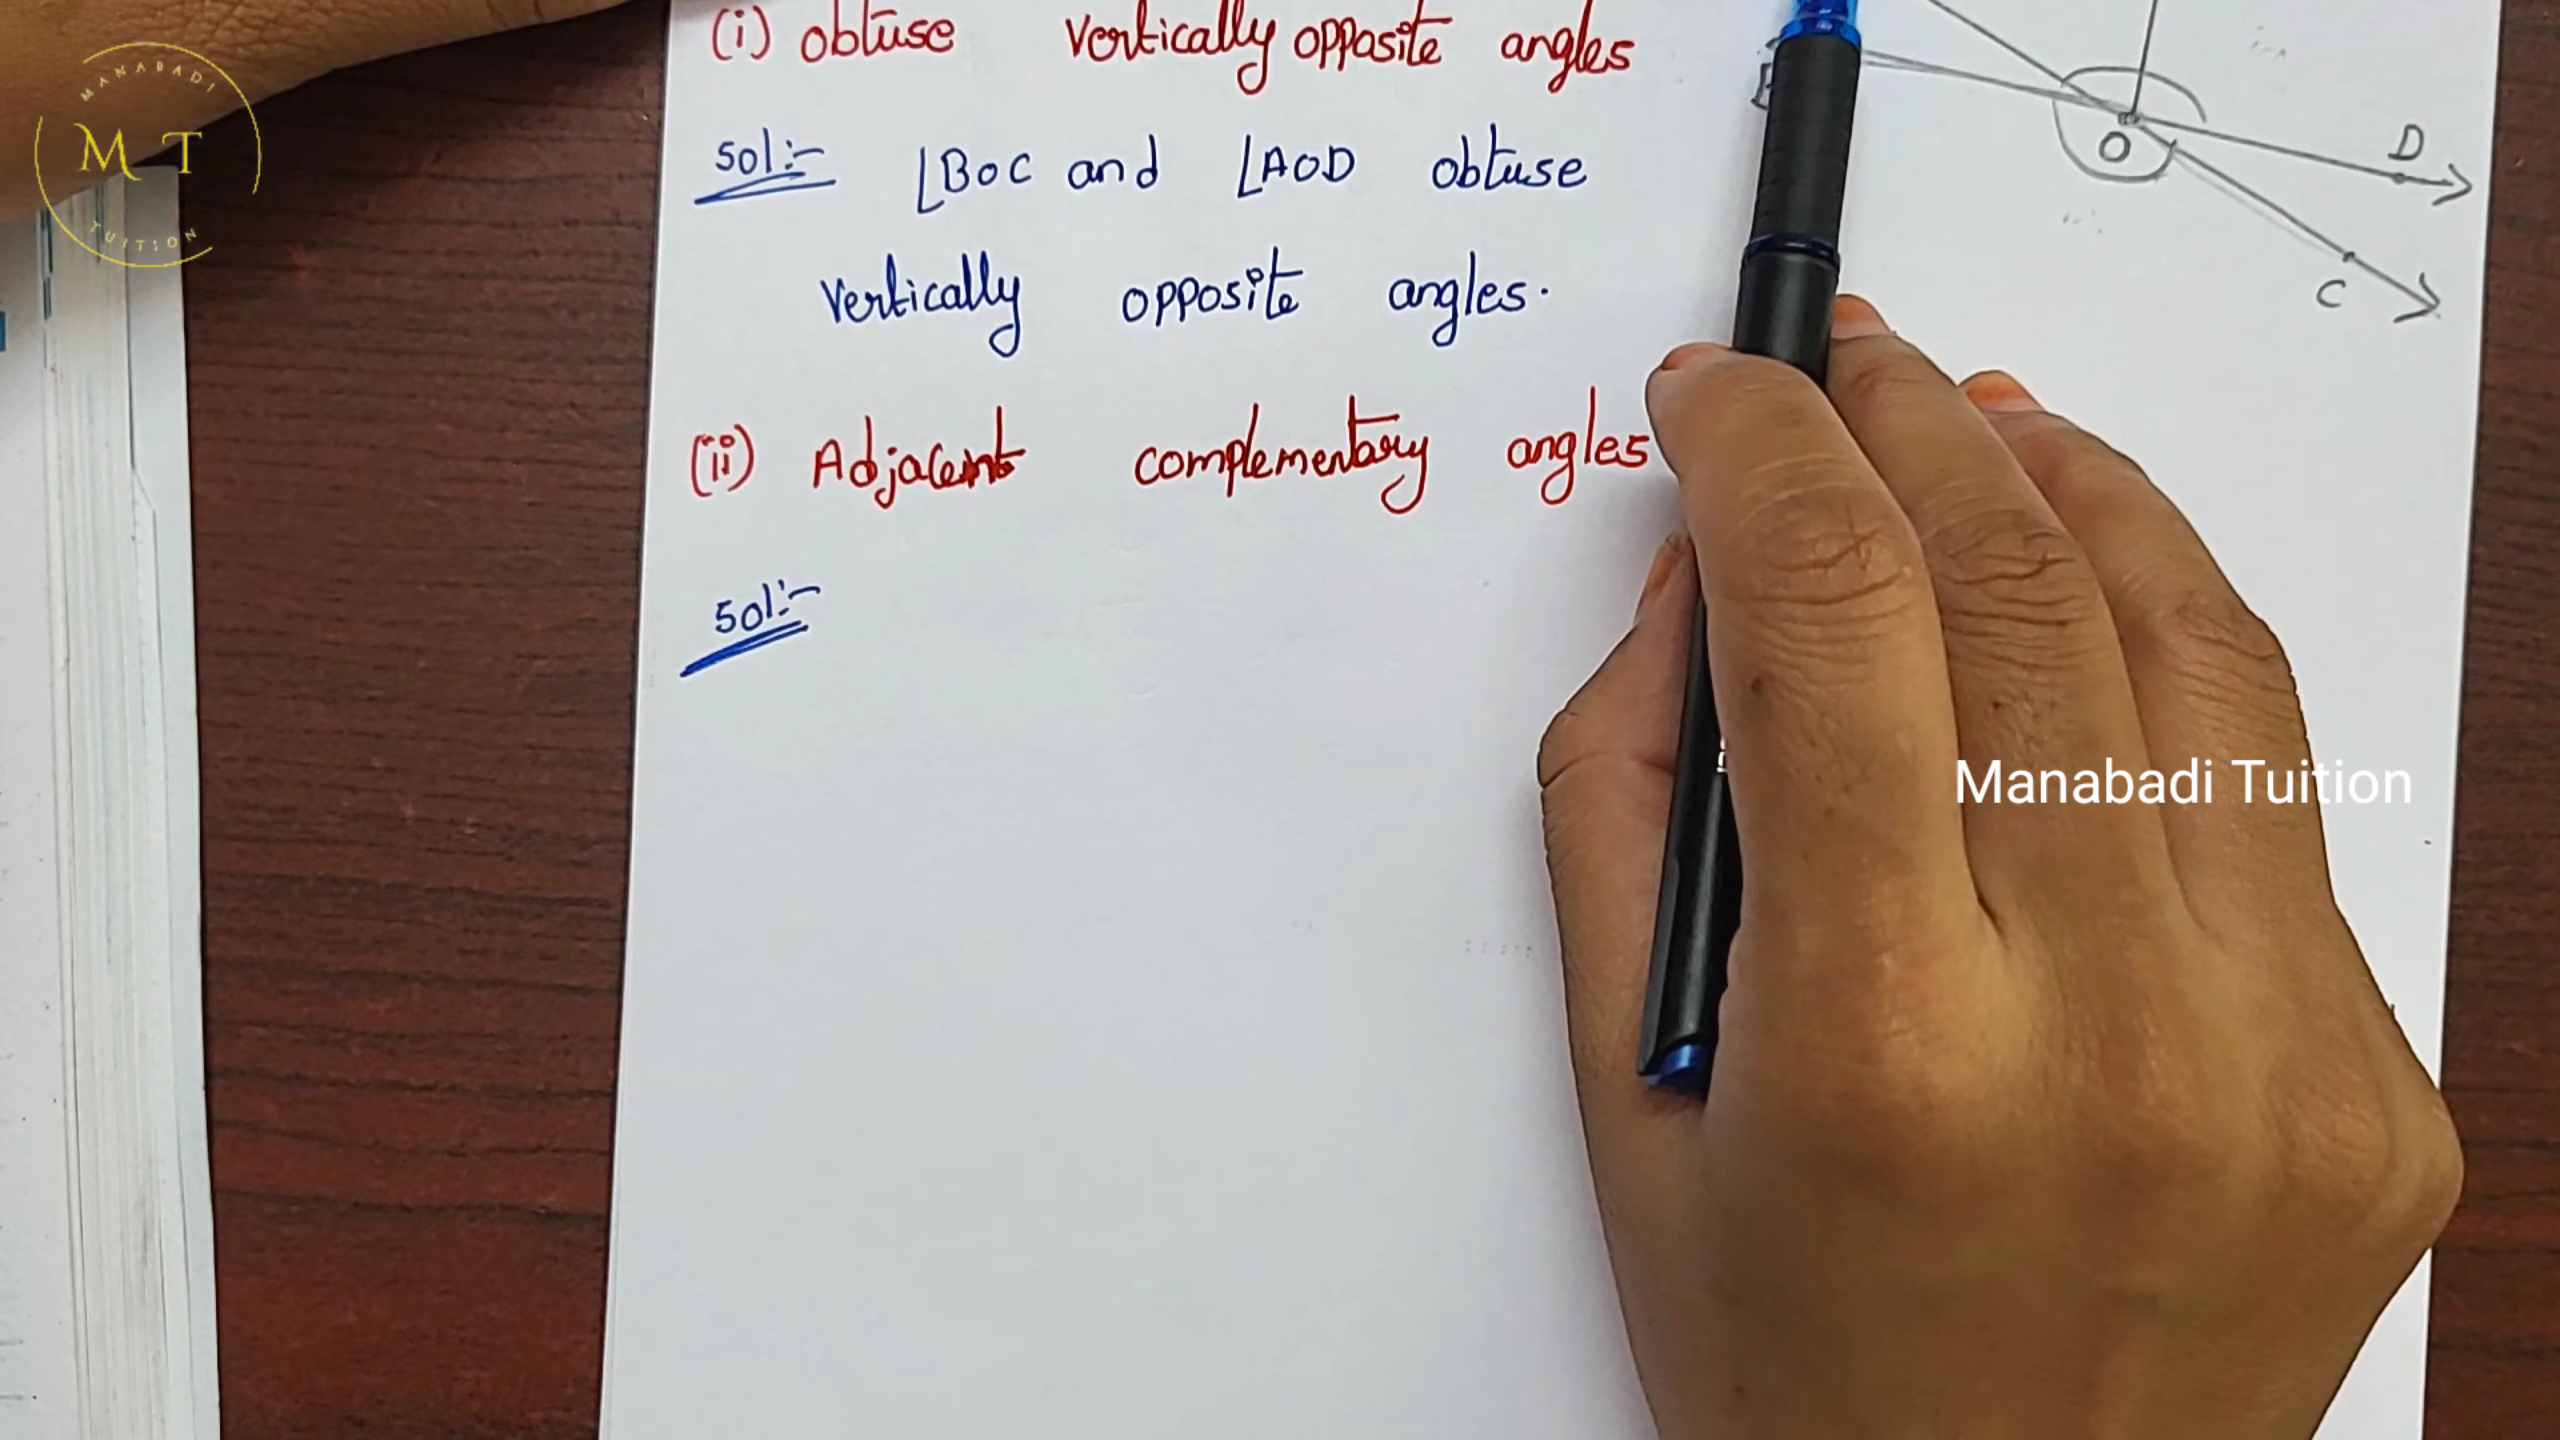 (i) obtuse vertically opposite angles
Sol:- ∠BOC and ∠AOD obtuse
vertically opposite angles.
(ii) Adjacent complementary angles
Sol:-
O
D
C
MANABADI
M T
TUITION
Manabadi Tuition